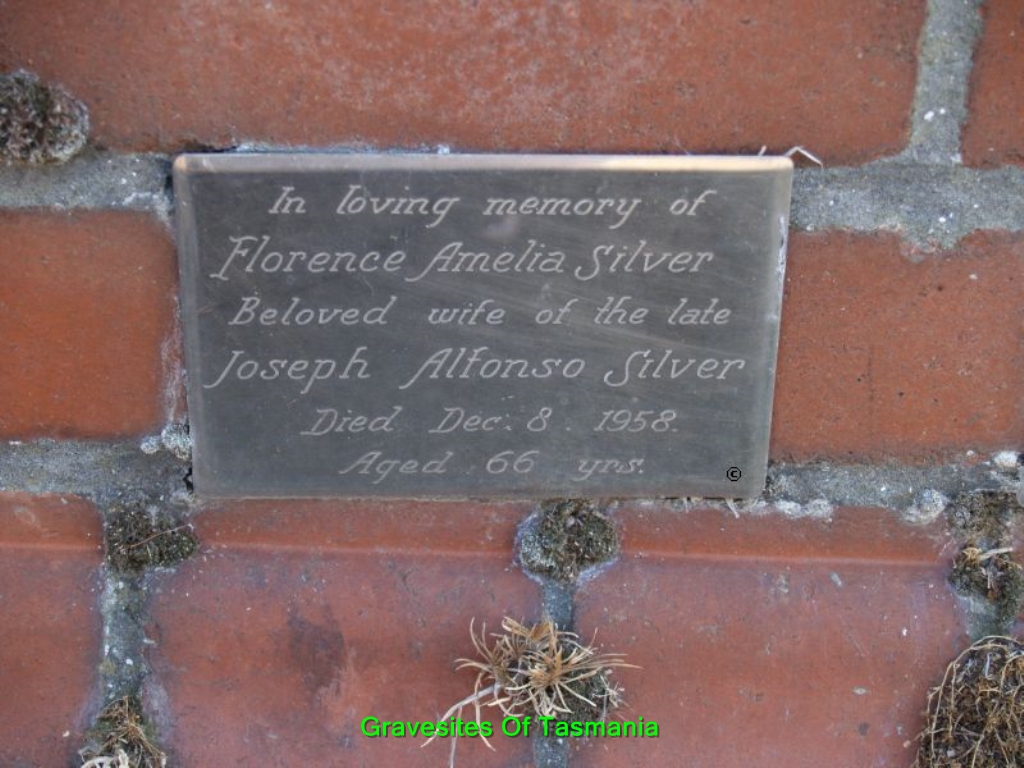 In loving memory of
Florence Amelia Silver
Beloved wife of the late
Joseph Alfonso Silver
Died Dec. 8. 1958.
Aged 66 yrs.
©
Gravesites Of Tasmania